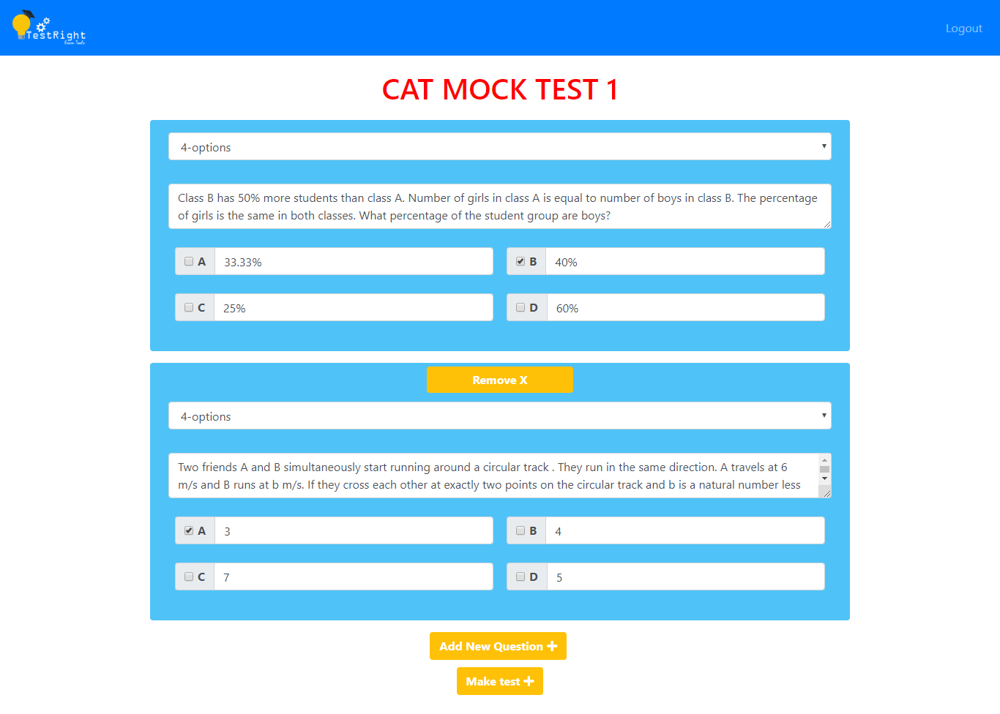 TestRight
Exam Tools
Logout
CAT MOCK TEST 1
4-options
Class B has 50% more students than class A. Number of girls in class A is equal to number of boys in class B. The percentage
of girls is the same in both classes. What percentage of the student group are boys?
A 33.33%
B 40%
C 25%
D 60%
Remove X
4-options
Two friends A and B simultaneously start running around a circular track . They run in the same direction. A travels at 6
m/s and B runs at b m/s. If they cross each other at exactly two points on the circular track and b is a natural number less
A 3
B 4
C 7
D 5
Add New Question +
Make test +